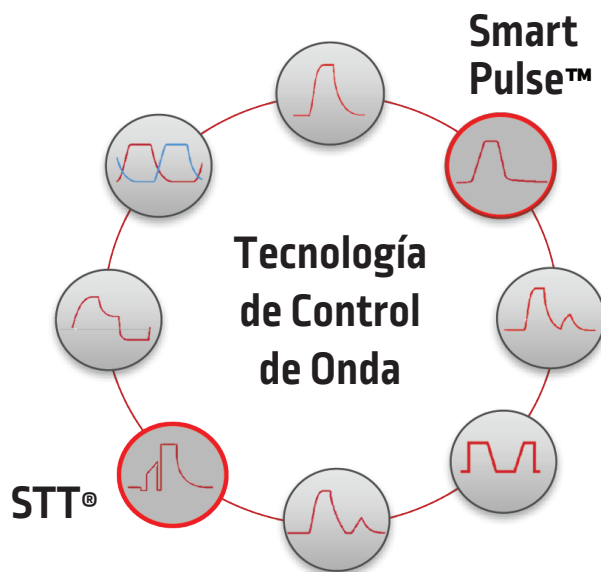 Smart
Pulse™
Tecnología
de Control
de Onda
STT®